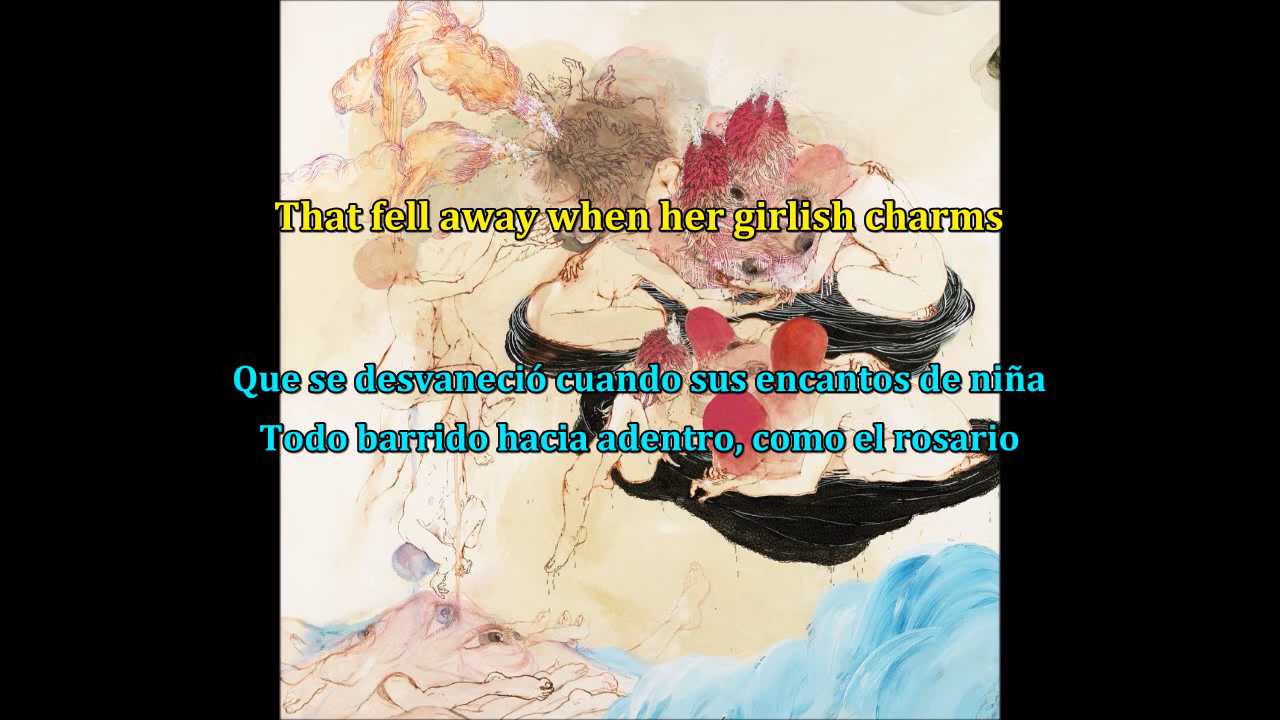 That fell away when her girlish charms
Que se desvaneció cuando sus encantos de niña
Todo barrido hacia adentro, como el rosario